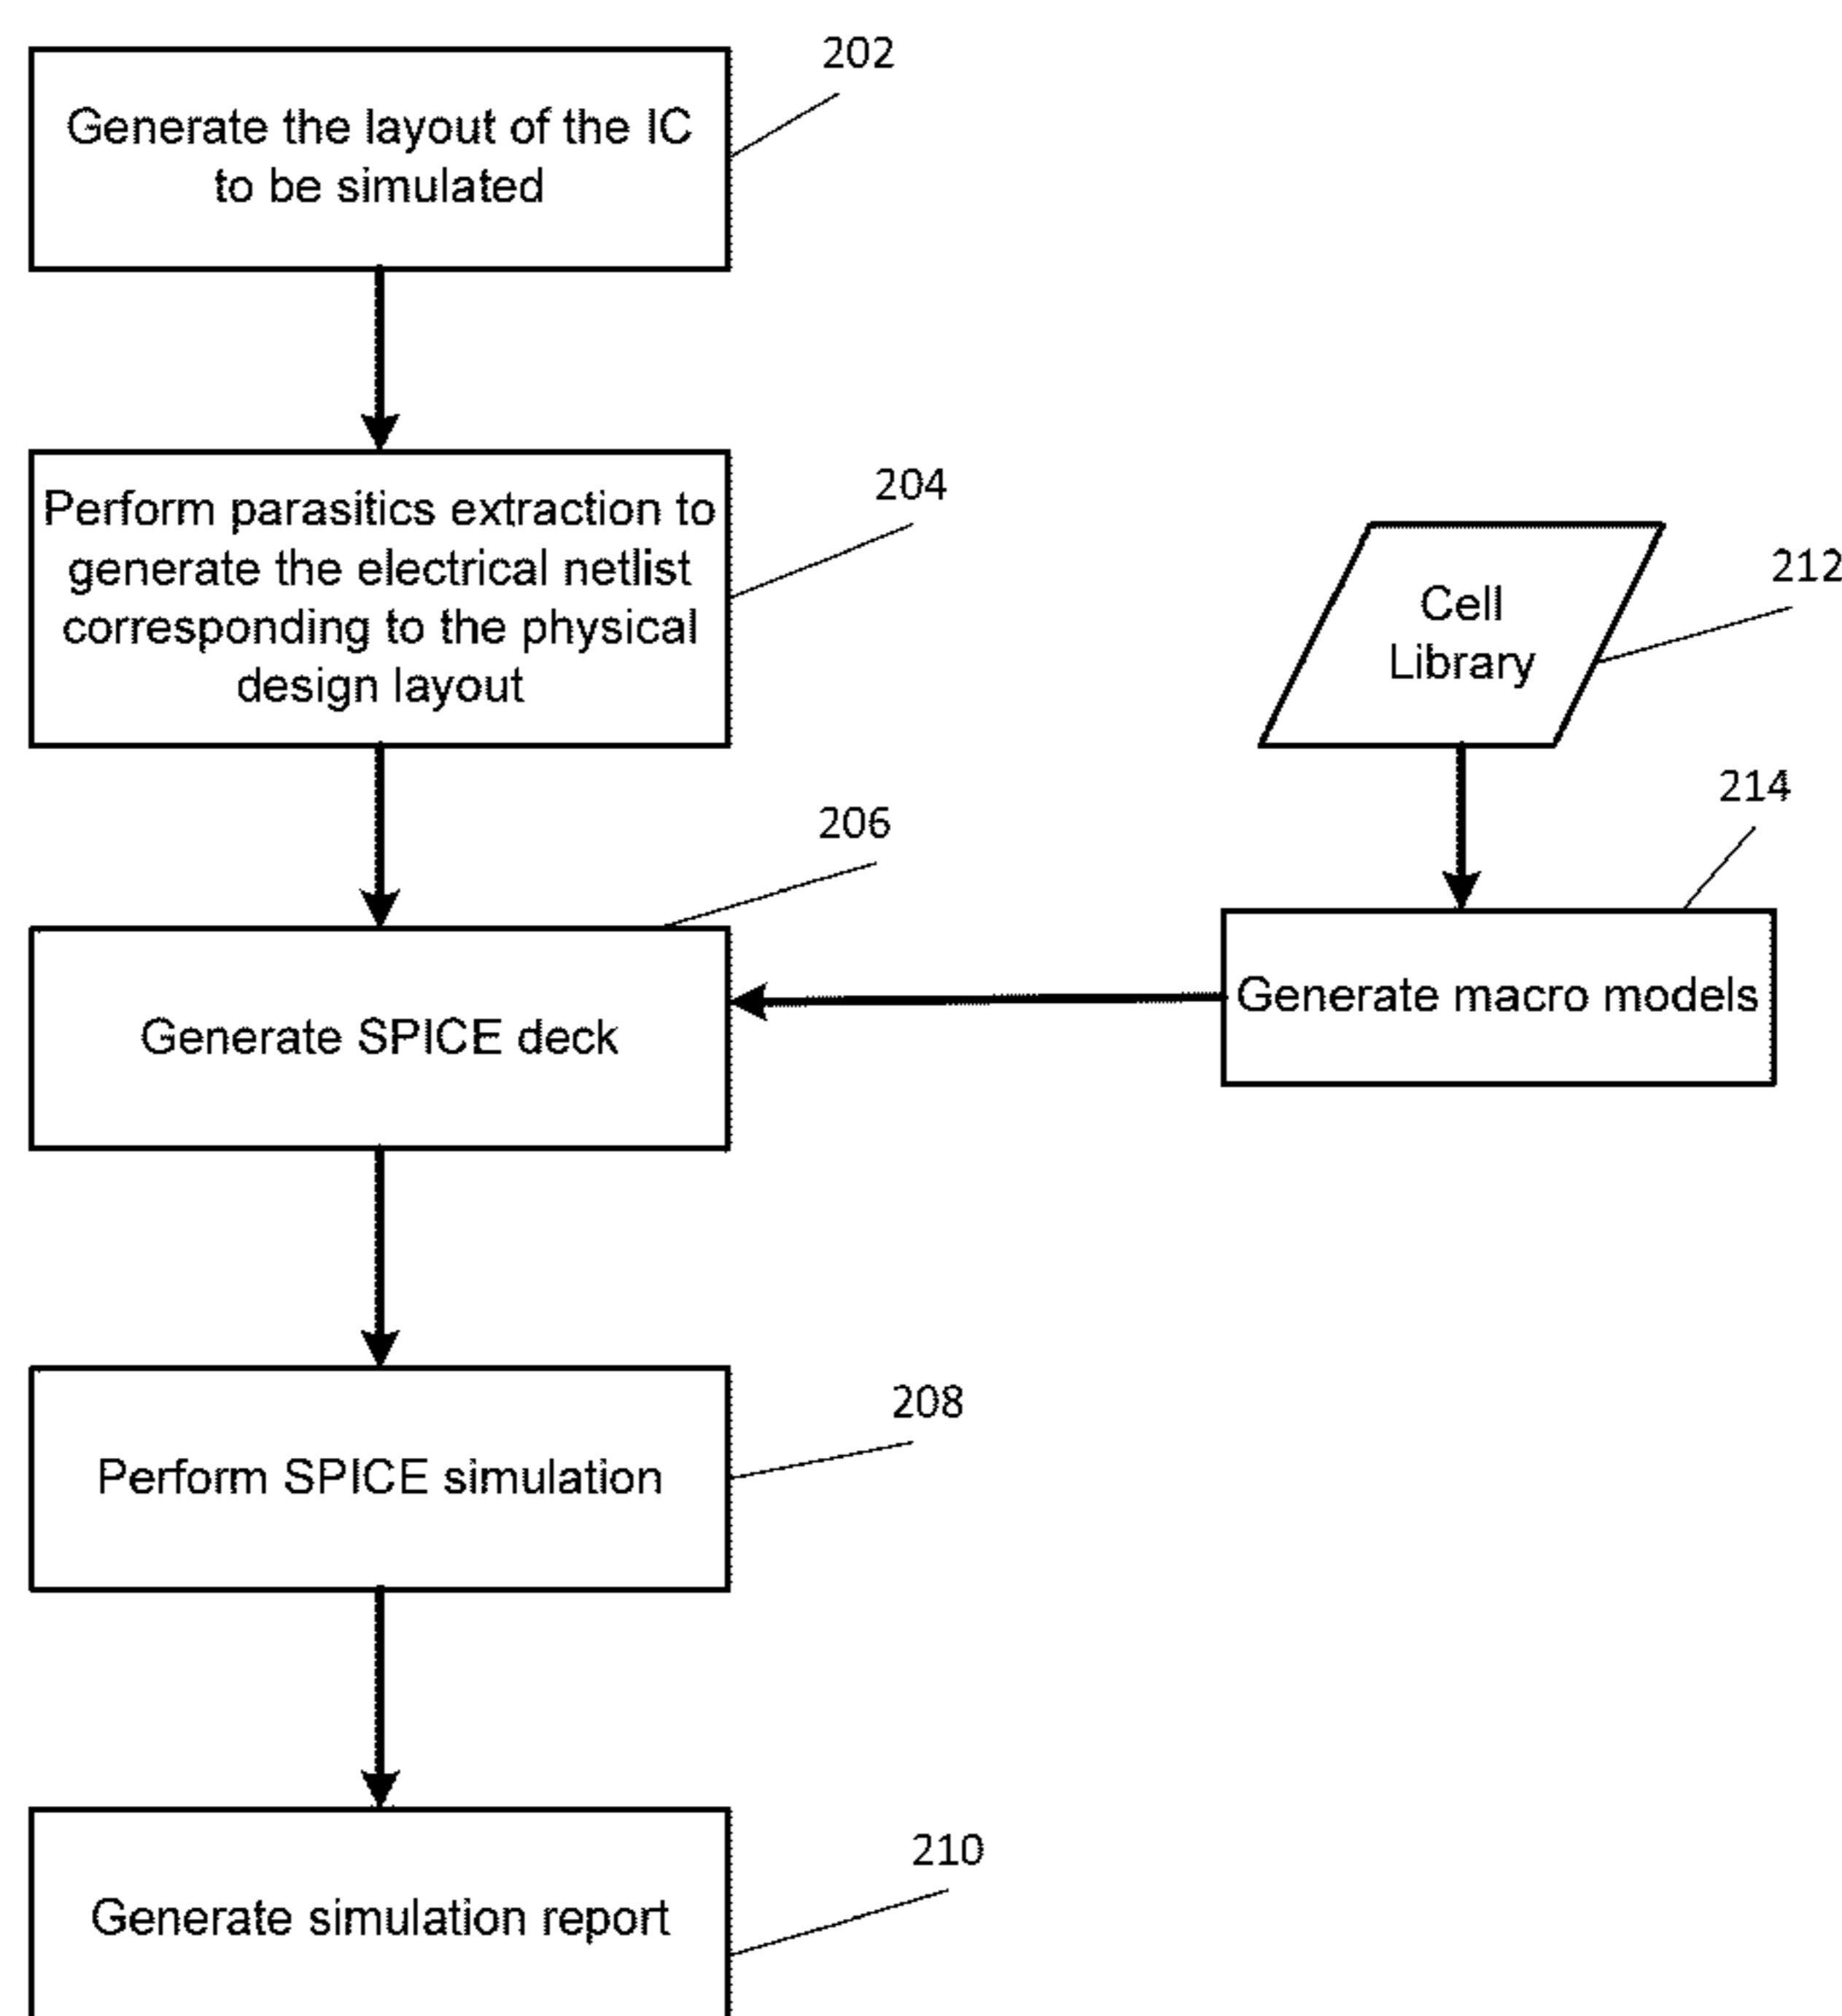 202
Generate the layout of the IC
to be simulated
204
Perform parasitics extraction to
generate the electrical netlist
corresponding to the physical
design layout
212
Cell
Library
206
214
Generate SPICE deck
Generate macro models
208
Perform SPICE simulation
210
Generate simulation report